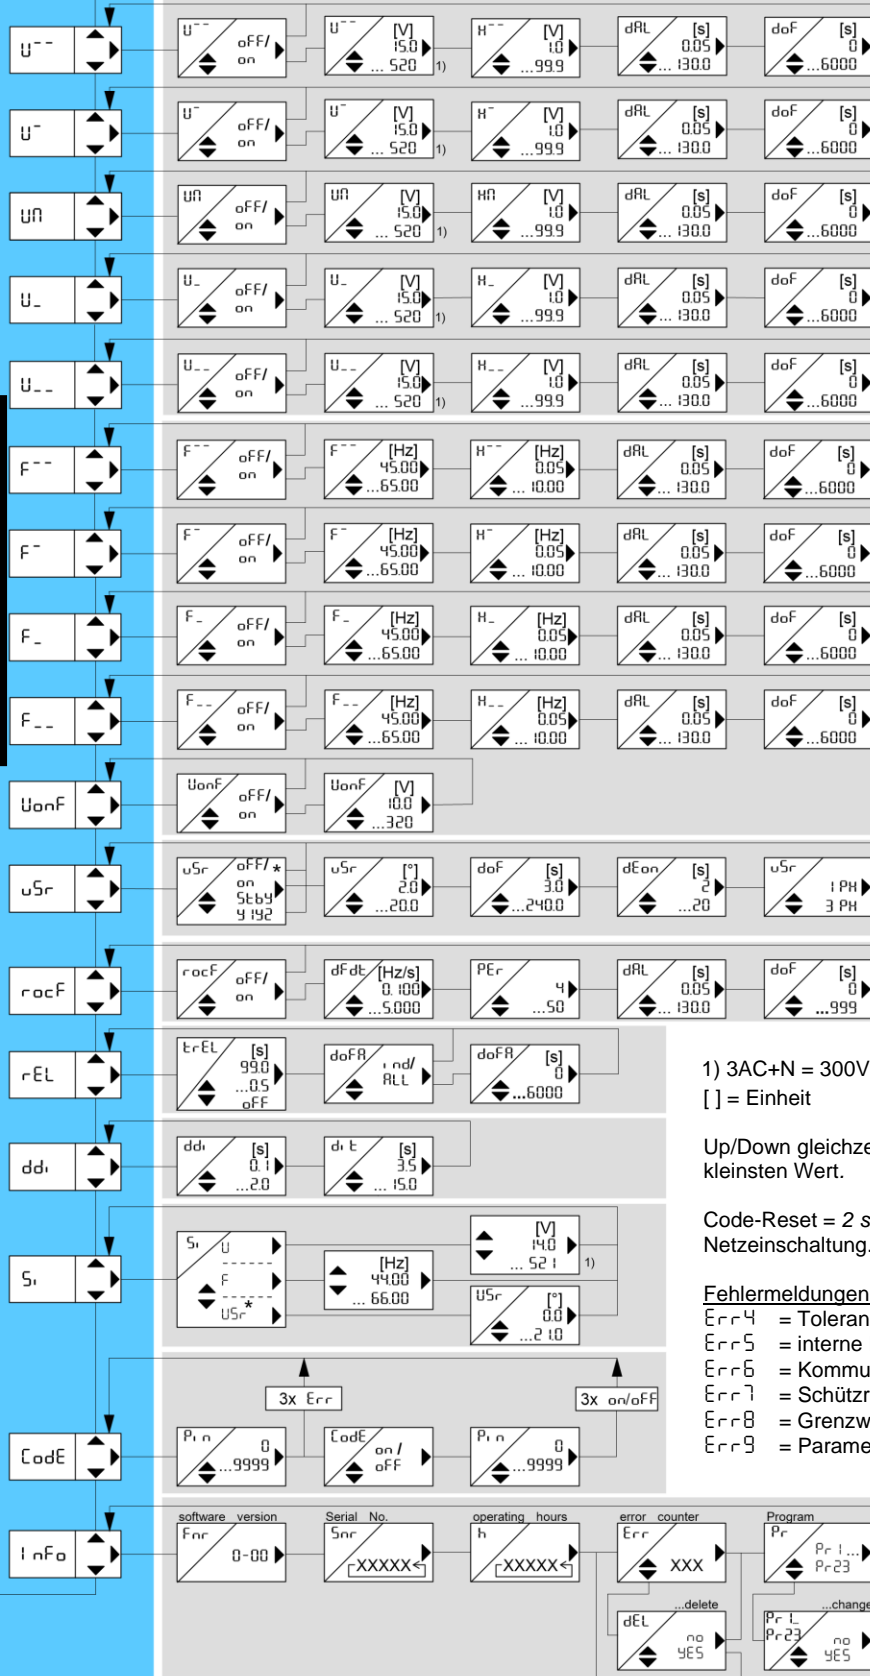 U-- U-- oFF/ on U-- [V] 15.0 ... 520 1) H-- [V] 1.0 ...99.9 dAL [s] 0.05 ... 130.0 doF [s] 0 ...6000
U- U- oFF/ on U- [V] 15.0 ... 520 1) H- [V] 1.0 ...99.9 dAL [s] 0.05 ... 130.0 doF [s] 0 ...6000
Un Un oFF/ on Un [V] 15.0 ... 520 1) Hn [V] 1.0 ...99.9 dAL [s] 0.05 ... 130.0 doF [s] 0 ...6000
U_ U_ oFF/ on U_ [V] 15.0 ... 520 1) H_ [V] 1.0 ...99.9 dAL [s] 0.05 ... 130.0 doF [s] 0 ...6000
U__ U__ oFF/ on U__ [V] 15.0 ... 520 1) H__ [V] 1.0 ...99.9 dAL [s] 0.05 ... 130.0 doF [s] 0 ...6000
F-- F-- oFF/ on F-- [Hz] 45.00 ...65.00 H-- [Hz] 0.05 ... 10.00 dAL [s] 0.05 ... 130.0 doF [s] 0 ...6000
F- F- oFF/ on F- [Hz] 45.00 ...65.00 H- [Hz] 0.05 ... 10.00 dAL [s] 0.05 ... 130.0 doF [s] 0 ...6000
F_ F_ oFF/ on F_ [Hz] 45.00 ...65.00 H_ [Hz] 0.05 ... 10.00 dAL [s] 0.05 ... 130.0 doF [s] 0 ...6000
F__ F__ oFF/ on F__ [Hz] 45.00 ...65.00 H__ [Hz] 0.05 ... 10.00 dAL [s] 0.05 ... 130.0 doF [s] 0 ...6000
UonF UonF oFF/ on UonF [V] 10.0 ...320
uSr uSr oFF/* on Stby y1y2 uSr [°] 2.0 ...20.0 doF [s] 3.0 ...240.0 dEon [s] 2 ...20 uSr 1 PH 3 PH
rocF rocF oFF/ on dFdt [Hz/s] 0.100 ...5.000 PEr 4 ...50 dAL [s] 0.05 ... 130.0 doF [s] 0 ...999
rEL trEL [s] 99.0 ...0.5 oFF doFA ind/ ALL doFA [s] 0 ...6000
1) 3AC+N = 300V
[ ] = Einheit
ddi ddi [s] 0.1 ...2.0 dit [s] 3.5 ... 15.0
Up/Down gleichze
kleinsten Wert.
Si Si U F USr* [Hz] 44.00 ... 66.00 [V] 14.0 ... 521 1) USr [°] 0.0 ...21.0
Code-Reset = 2 s
Netzeinschaltung.
Fehlermeldungen
Err4 = Toleran
Err5 = interne
Err6 = Kommu
Err7 = Schützr
Err8 = Grenzw
Err9 = Parame
3x Err 3x on/oFF
CodE Pin 0 ...9999 CodE on / oFF Pin 0 ...9999
software version Serial No. operating hours error counter Program
InFo Fnr 0-00 Snr XXXXX h XXXXX Err XXX Pr Pr1... Pr23
...delete ...change
dEL no yES Pr1_ Pr23 no yES